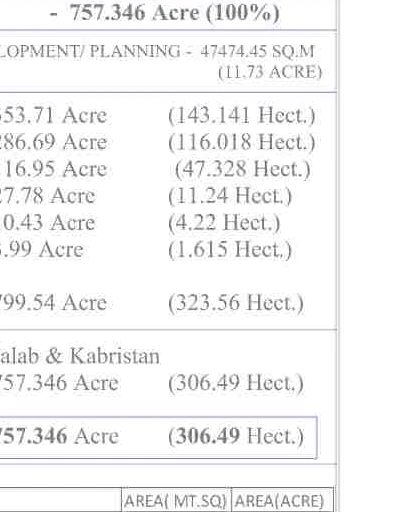 - 757.346 Acre (100%)
LOPMENT/ PLANNING - 47474.45 SQ.M
(11.73 ACRE)
53.71 Acre (143.141 Hect.)
286.69 Acre (116.018 Hect.)
16.95 Acre (47.328 Hect.)
27.78 Acre (11.24 Hect.)
0.43 Acre (4.22 Hect.)
.99 Acre (1.615 Hect.)
799.54 Acre (323.56 Hect.)
alab & Kabristan
757.346 Acre (306.49 Hect.)
757.346 Acre (306.49 Hect.)
AREA( MT.SQ) AREA(ACRE)